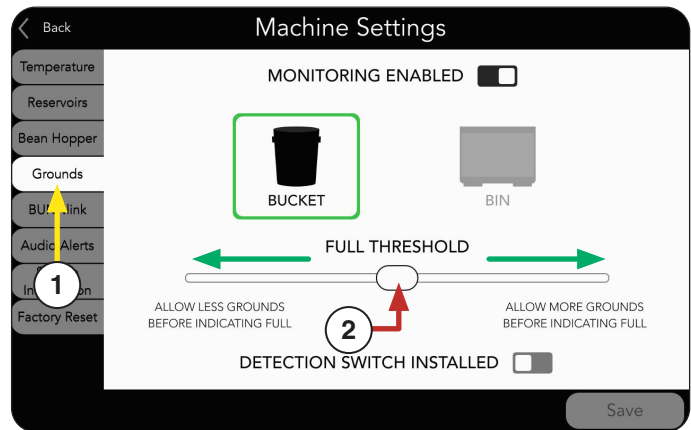 Back
Machine Settings
Temperature
Reservoirs
Bean Hopper
Grounds
Audio Alerts
Factory Reset
MONITORING ENABLED
BUCKET
BIN
FULL THRESHOLD
ALLOW LESS GROUNDS
BEFORE INDICATING FULL
ALLOW MORE GROUNDS
BEFORE INDICATING FULL
DETECTION SWITCH INSTALLED
1
2
Save